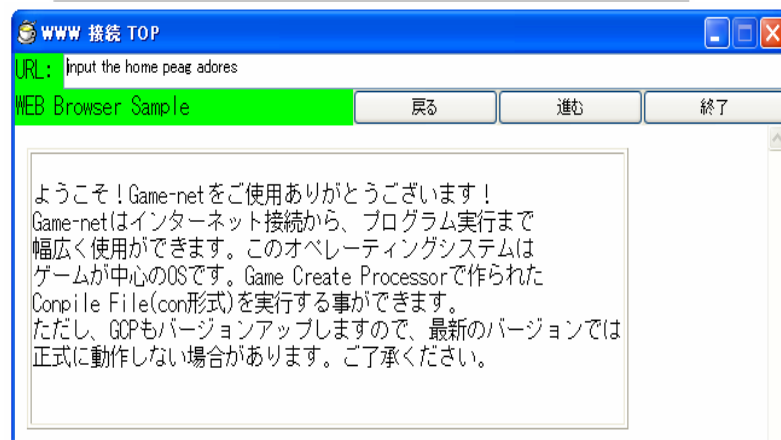 WWW 接続 TOP
URL: input the home peag adores
WEB Browser Sample 戻る 進む 終了
ようこそ！Game-netをご使用ありがとうございます！
Game-netはインターネット接続から、プログラム実行まで
幅広く使用ができます。このオペレーティングシステムは
ゲームが中心のOSです。Game Create Processorで作られた
Conpile File(con形式)を実行する事ができます。
ただし、GCPもバージョンアップしますので、最新のバージョンでは
正式に動作しない場合があります。ご了承ください。